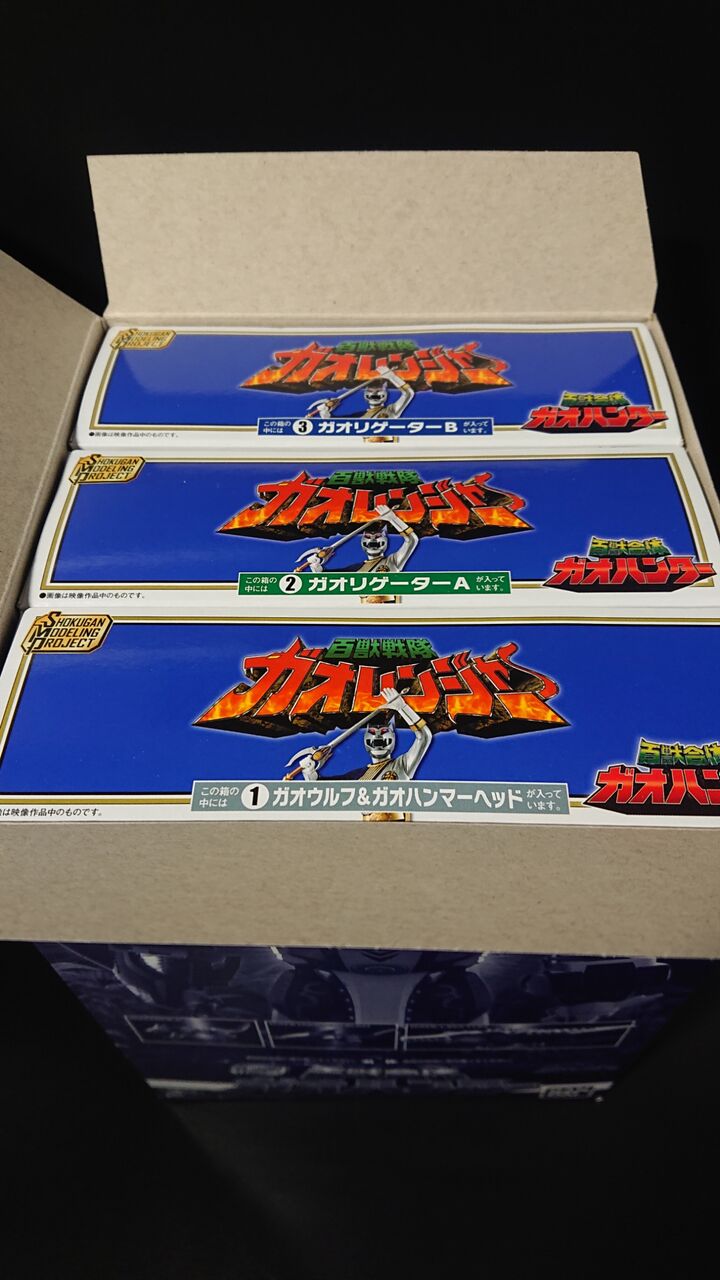 SHOKUGAN
MODELING
PROJECT
百獣戦隊
ガオレンジャー
百獣合体
ガオハンター
この箱の
中には
③ ガオリゲーターB
が入って
います。
●画像は映像作品中のものです。
SHOKUGAN
MODELING
PROJECT
百獣戦隊
ガオレンジャー
百獣合体
ガオハンター
この箱の
中には
② ガオリゲーターA
が入って
います。
●画像は映像作品中のものです。
SHOKUGAN
MODELING
PROJECT
百獣戦隊
ガオレンジャー
百獣合体
ガオハン
この箱の
中には
① ガオウルフ&ガオハンマーヘッド
が入って
います。
は映像作品中のものです。